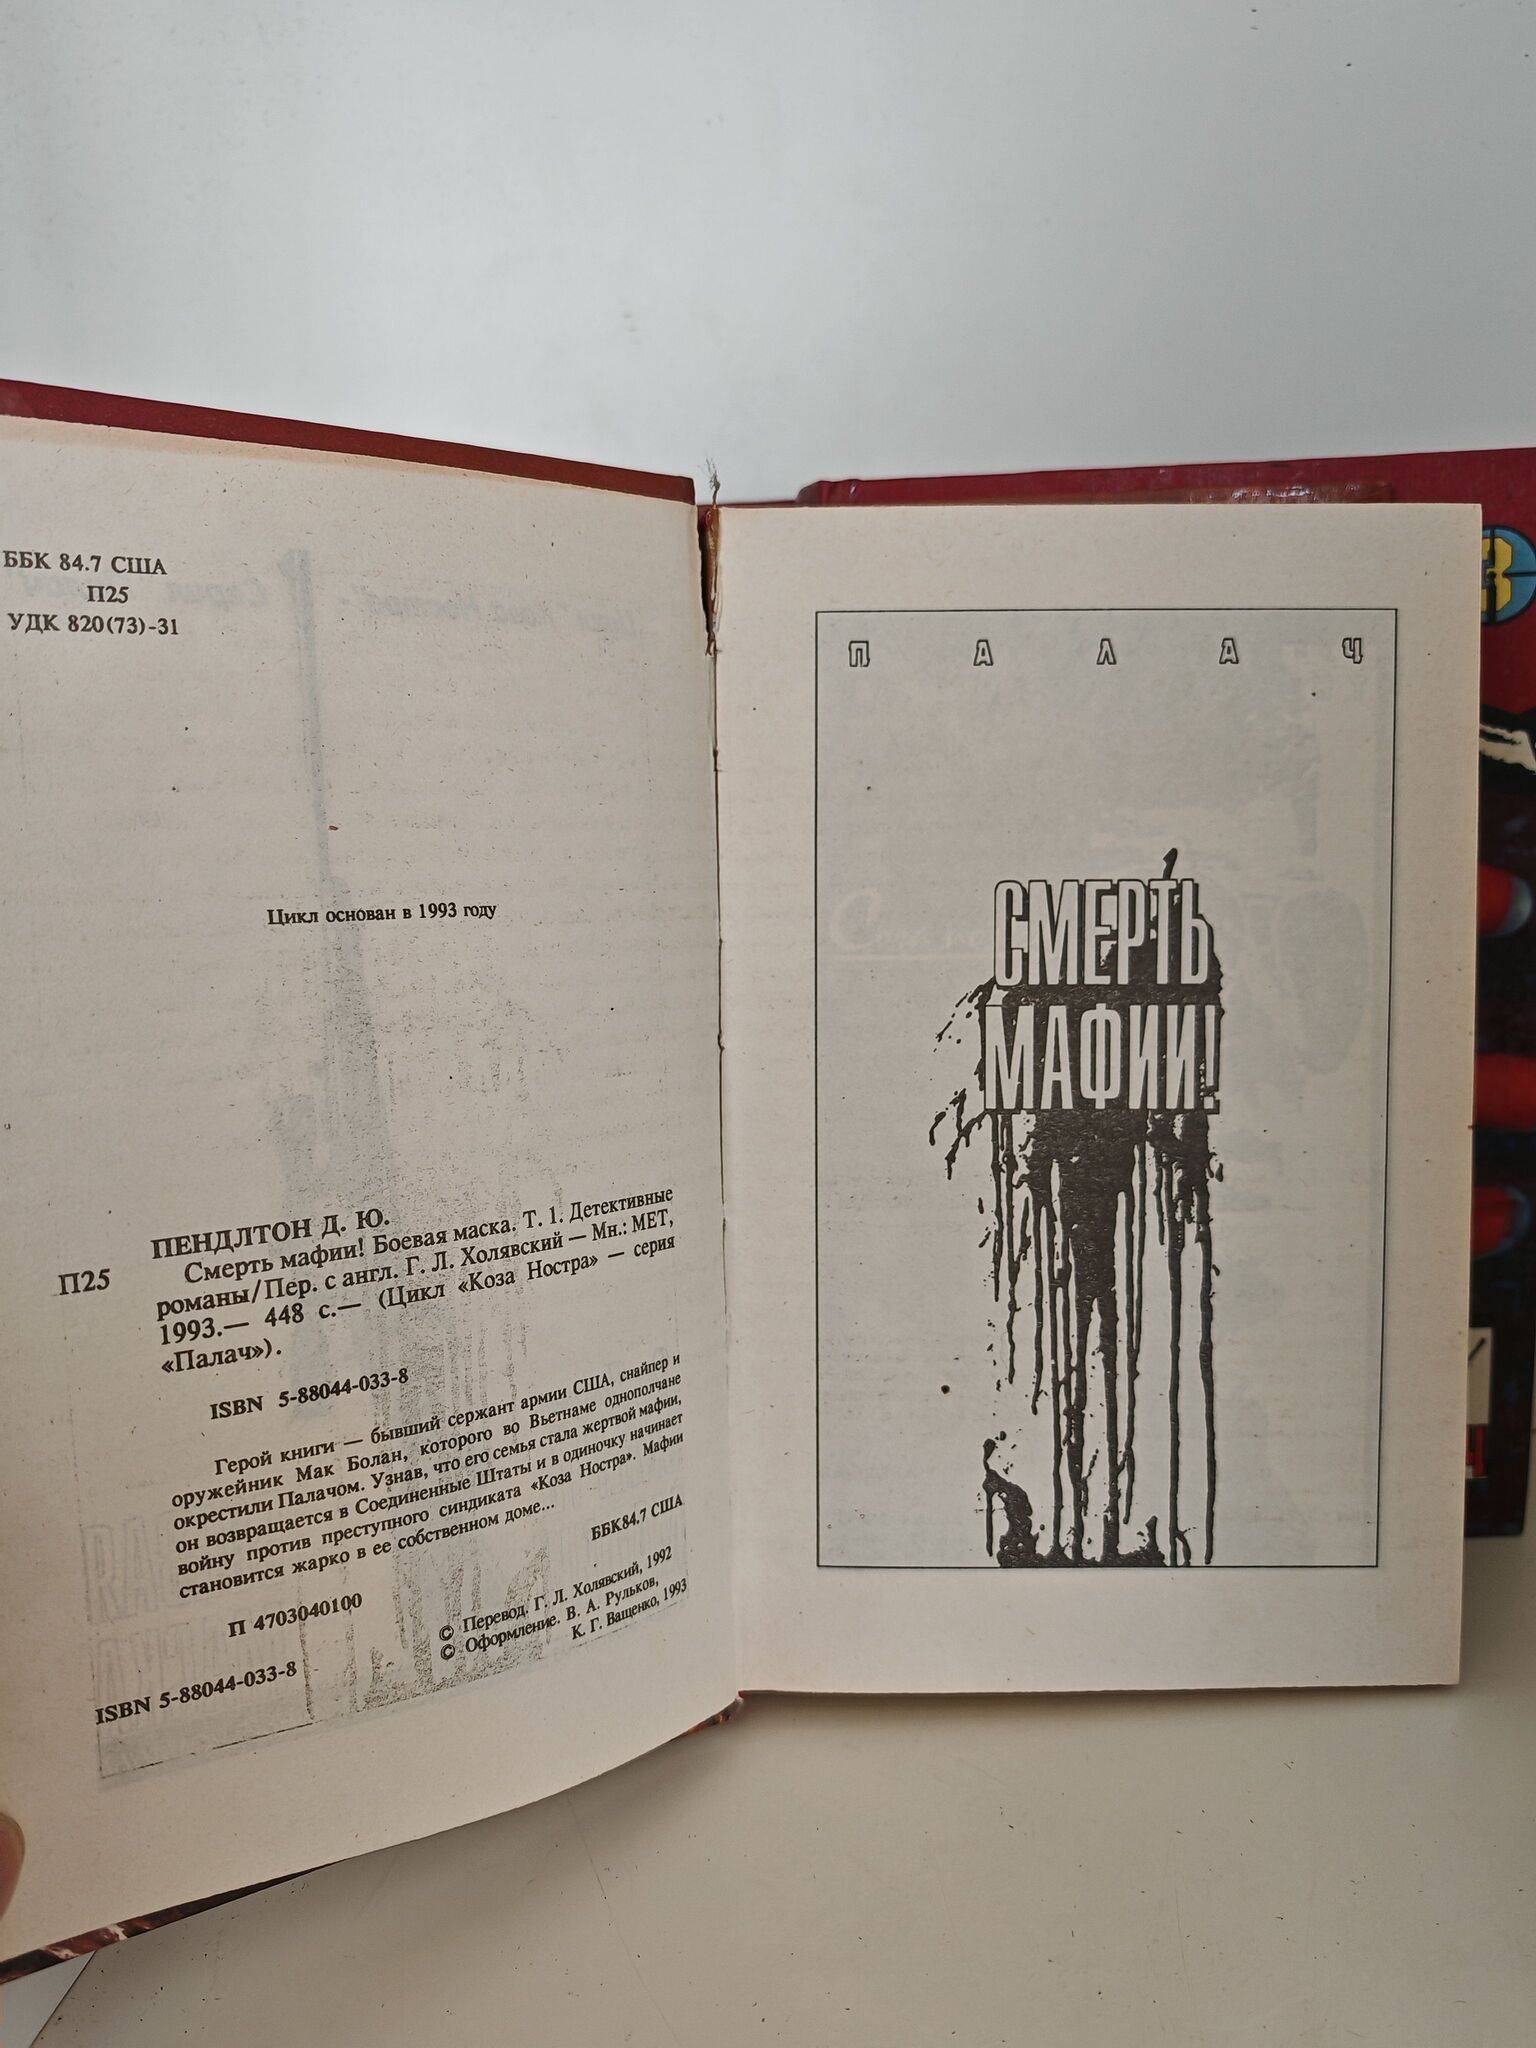 ББК 84.7 США
П25
УДК 820(73)-31
Цикл основан в 1993 году
ПЕНДЛТОН Д. Ю.
П25 Смерть мафии! Боевая маска. Т. 1. Детективные
романы/Пер. с англ. Г. Л. Холявский — Мн.: МЕТ,
1993.— 448 с.— (Цикл «Коза Ностра» — серия
«Палач»).
ISBN 5-88044-033-8
Герой книги — бывший сержант армии США, снайпер и
оружейник Мак Болан, которого во Вьетнаме однополчане
окрестили Палачом. Узнав, что его семья стала жертвой мафии,
он возвращается в Соединенные Штаты и в одиночку начинает
войну против преступного синдиката «Коза Ностра». Мафии
становится жарко в ее собственном доме...
ББК84.7 США
П 4703040100
© Перевод. Г. Л. Холявский, 1992
© Оформление. В. А. Рульков,
К. Г. Ващенко, 1993
ISBN 5-88044-033-8
ПАЛАЧ
СМЕРТЬ
МАФИИ!
3